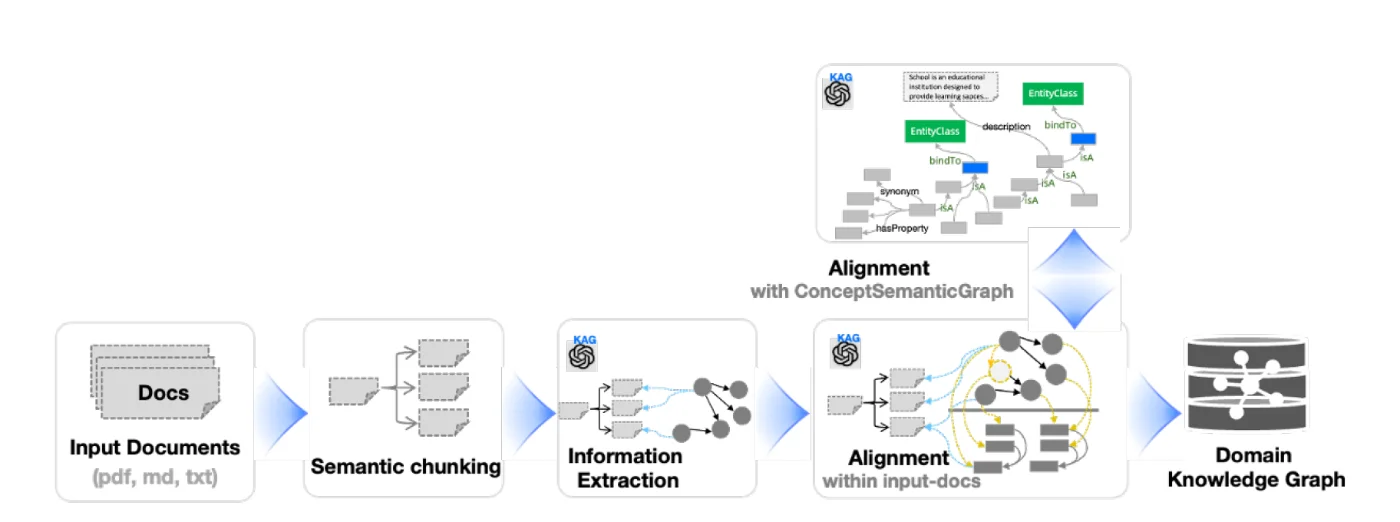 KAG
School is an educational
institution designed to
provide learning sapces...
EntityClass
description
bindTo
EntityClass
bindTo
isA
isA
synonym
isA
isA
isA
isA
hasProperty
Alignment
with ConceptSemanticGraph
Docs
Input Documents
(pdf, md, txt)
Semantic chunking
KAG
Information
Extraction
KAG
Alignment
within input-docs
Domain
Knowledge Graph